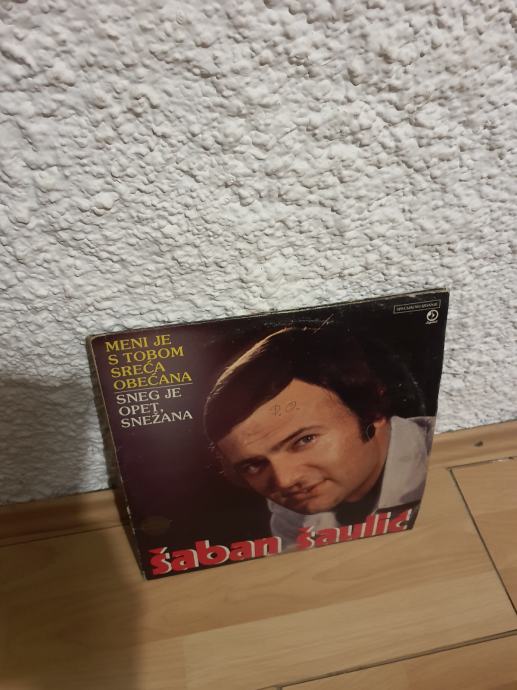 MENI JE
S TOBOM
SREĆA
OBEĆANA
SNEG JE
OPET,
SNEŽANA
P.O.
šaban šaulić